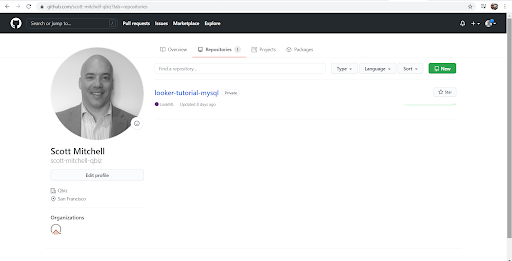 github.com/scott-mitchell-qbiz?tab=repositories
Search or jump to... /
Pull requests Issues Marketplace Explore
Overview Repositories 1 Projects Packages
Find a repository... Type Language Sort New
looker-tutorial-mysql Private Star
LookML Updated 8 days ago
Scott Mitchell
scott-mitchell-qbiz
Edit profile
Qbiz
San Francisco
Organizations